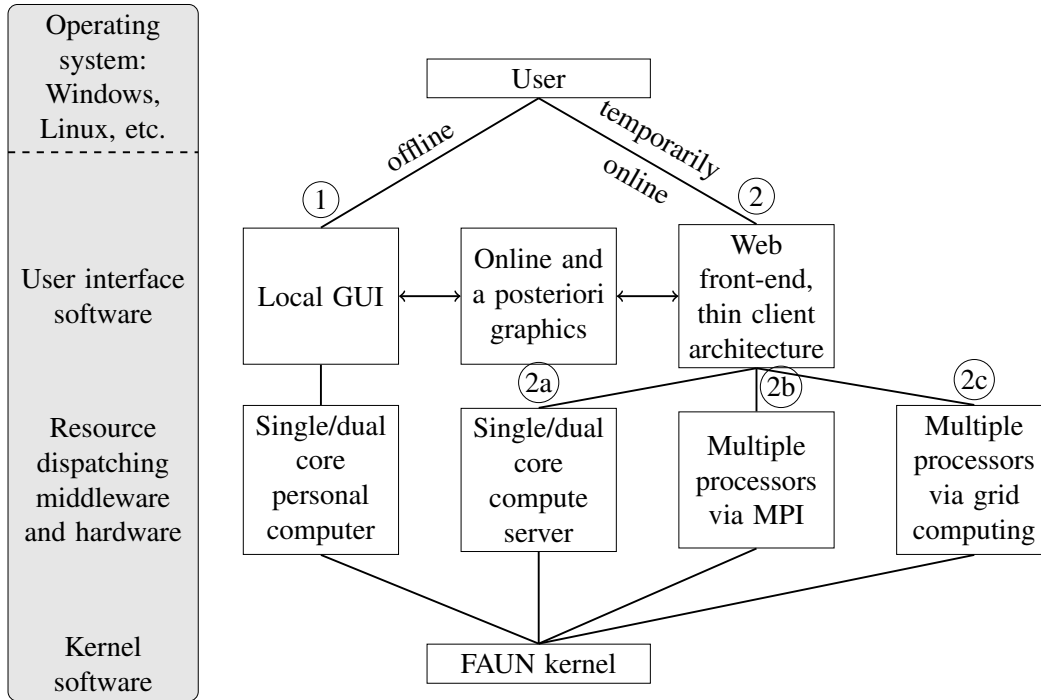 Operating
system:
Windows,
Linux, etc.
User
offline
temporarily
online
1
2
User interface
software
Local GUI
Online and
a posteriori
graphics
Web
front-end,
thin client
architecture
2a
2b
2c
Resource
dispatching
middleware
and hardware
Single/dual
core
personal
computer
Single/dual
core
compute
server
Multiple
processors
via MPI
Multiple
processors
via grid
computing
Kernel
software
FAUN kernel